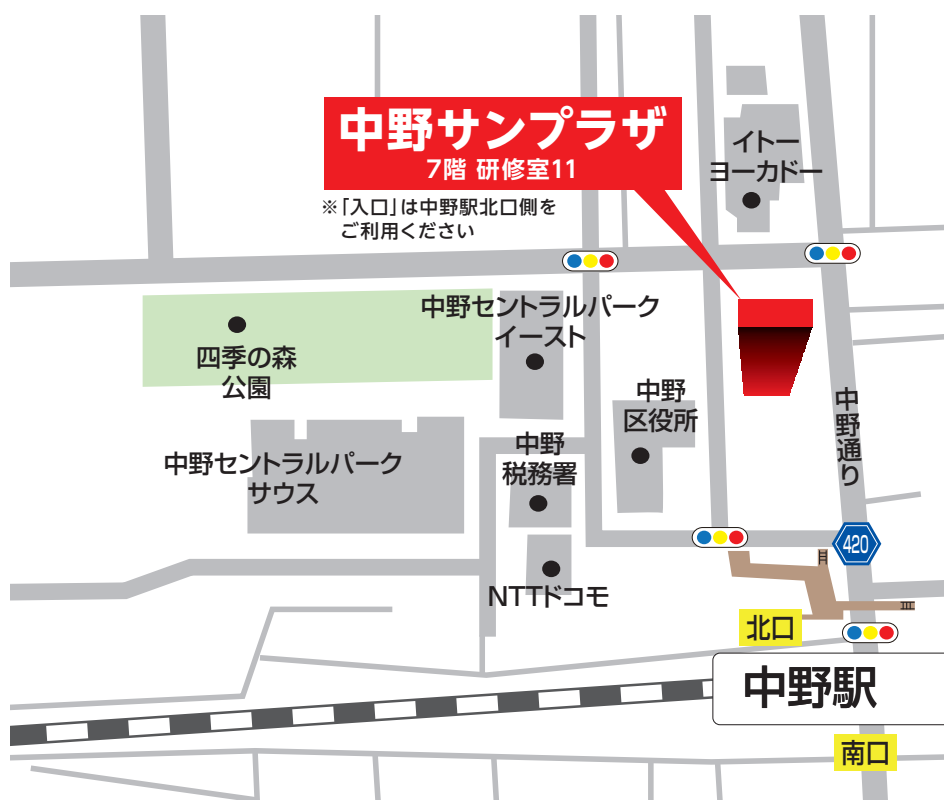 中野サンプラザ
7階 研修室11
※「入口」は中野駅北口側を
ご利用ください
イトー
ヨーカドー
中野セントラルパーク
イースト
四季の森
公園
中野
区役所
中野通り
中野セントラルパーク
サウス
中野
税務署
420
NTTドコモ
北口
中野駅
南口